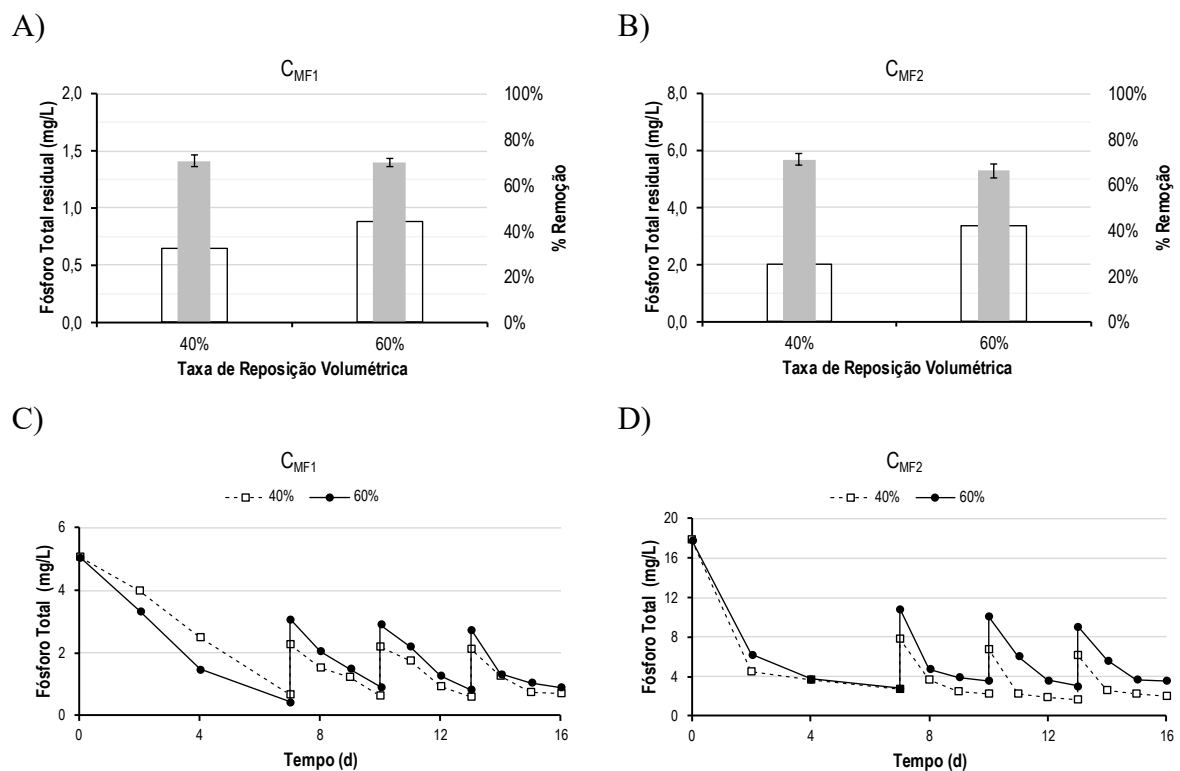 A)
C_MF1
Fósforo Total residual (mg/L)
2,0
1,5
1,0
0,5
0,0
100%
80%
60%
40%
20%
0%
% Remoção
40%
60%
Taxa de Reposição Volumétrica
B)
C_MF2
Fósforo Total residual (mg/L)
8,0
6,0
4,0
2,0
0,0
100%
80%
60%
40%
20%
0%
% Remoção
40%
60%
Taxa de Reposição Volumétrica
C)
C_MF1
40% 60%
Fósforo Total (mg/L)
6
4
2
0
0 4 8 12 16
Tempo (d)
D)
C_MF2
40% 60%
Fósforo Total (mg/L)
20
16
12
8
4
0
0 4 8 12 16
Tempo (d)